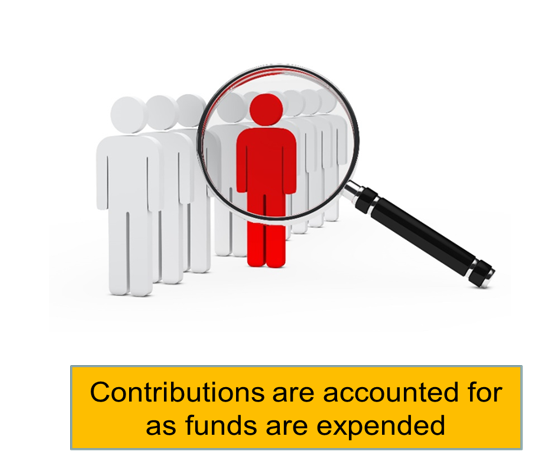 Contributions are accounted for
as funds are expended